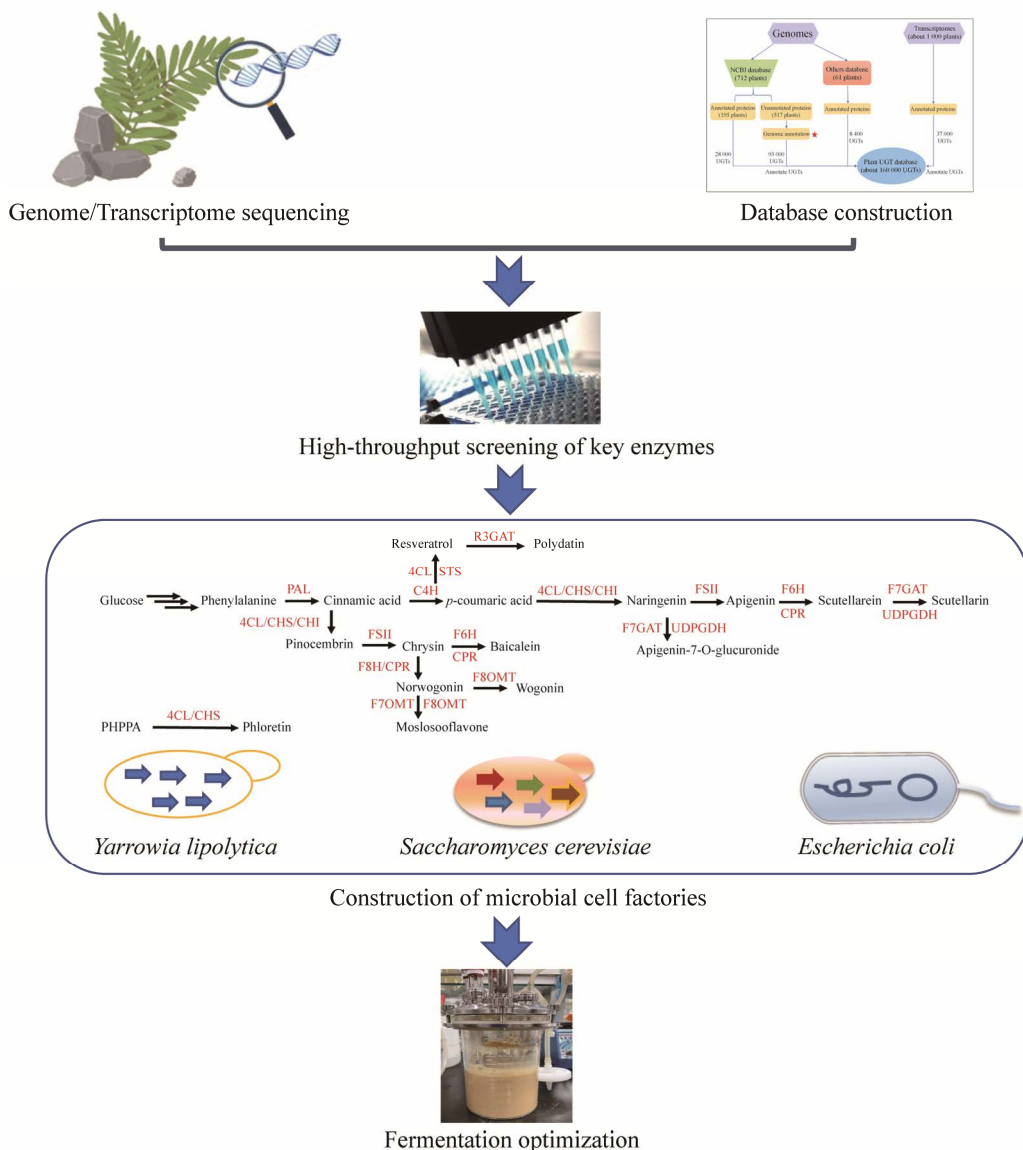 Genomes
Transcriptomes
(about 1 000 plants)
NCBI database
(712 plants)
Others database
(61 plants)
Annotated proteins
(195 plants)
Unannotated proteins
(517 plants)
Annotated proteins
Annotated proteins
Genome annotation
28 000
UGTs
93 000
UGTs
8 400
UGTs
37 000
UGTs
Annotate UGTs
Plant UGT database
(about 160 000 UGTs)
Annotate UGTs
Genome/Transcriptome sequencing
Database construction
High-throughput screening of key enzymes
Resveratrol R3GAT Polydatin
4CL STS
Glucose Phenylalanine PAL Cinnamic acid C4H p-coumaric acid 4CL/CHS/CHI Naringenin FSII Apigenin F6H CPR Scutellarein F7GAT UDPGDH Scutellarin
4CL/CHS/CHI
F7GAT UDPGDH
Pinocembrin FSII Chrysin F6H CPR Baicalein
Apigenin-7-O-glucuronide
F8H/CPR
Norwogonin F8OMT Wogonin
F7OMT F8OMT
Moslosooflavone
PHPPA 4CL/CHS Phloretin
Yarrowia lipolytica
Saccharomyces cerevisiae
Escherichia coli
Construction of microbial cell factories
Fermentation optimization